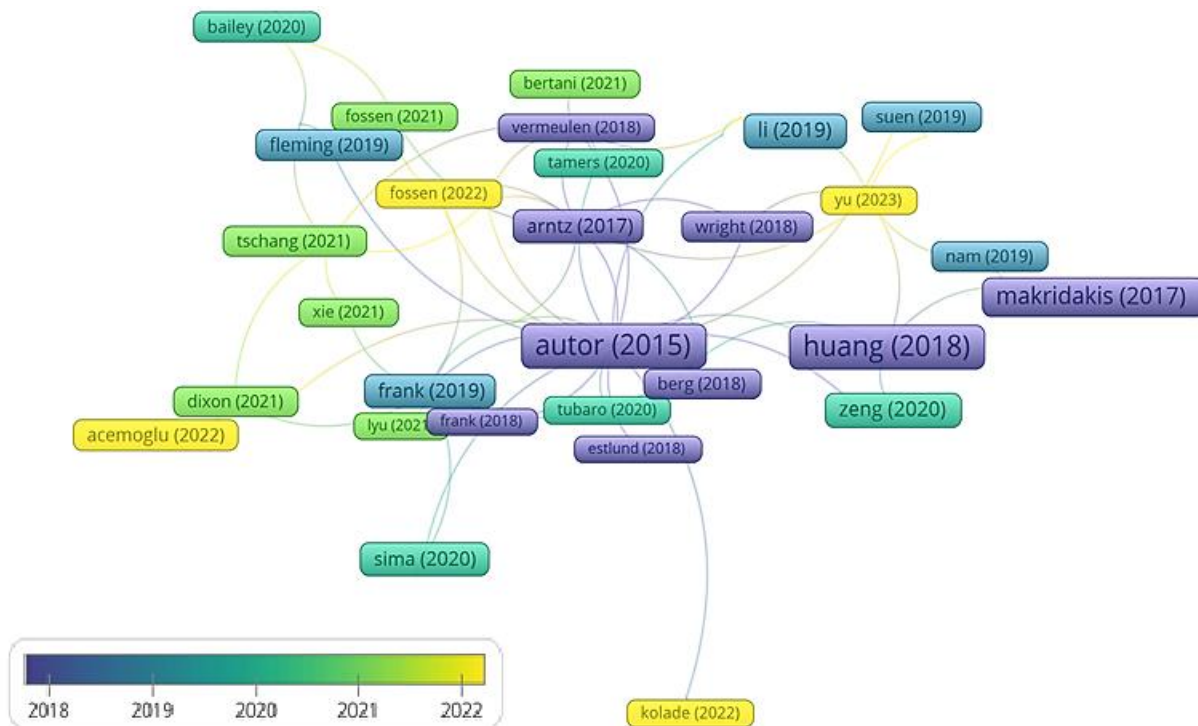 bailey (2020)
bertani (2021)
fossen (2021)
vermeulen (2018)
li (2019)
suen (2019)
fleming (2019)
tamers (2020)
fossen (2022)
yu (2023)
arntz (2017)
wright (2018)
tschang (2021)
nam (2019)
makridakis (2017)
xie (2021)
autor (2015)
huang (2018)
frank (2019)
berg (2018)
dixon (2021)
tubaro (2020)
zeng (2020)
lyu (2021
frank (2018)
acemoglu (2022)
estlund (2018)
sima (2020)
2018 2019 2020 2021 2022
kolade (2022)